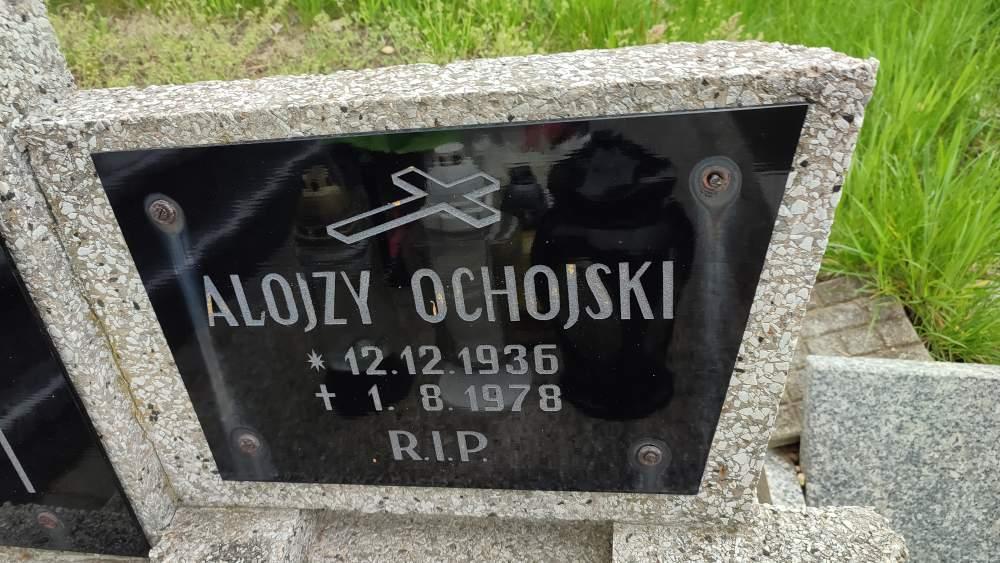 ALOJZY OCHOJSKI
* 12.12.1936
† 1. 8.1978
R.I.P.